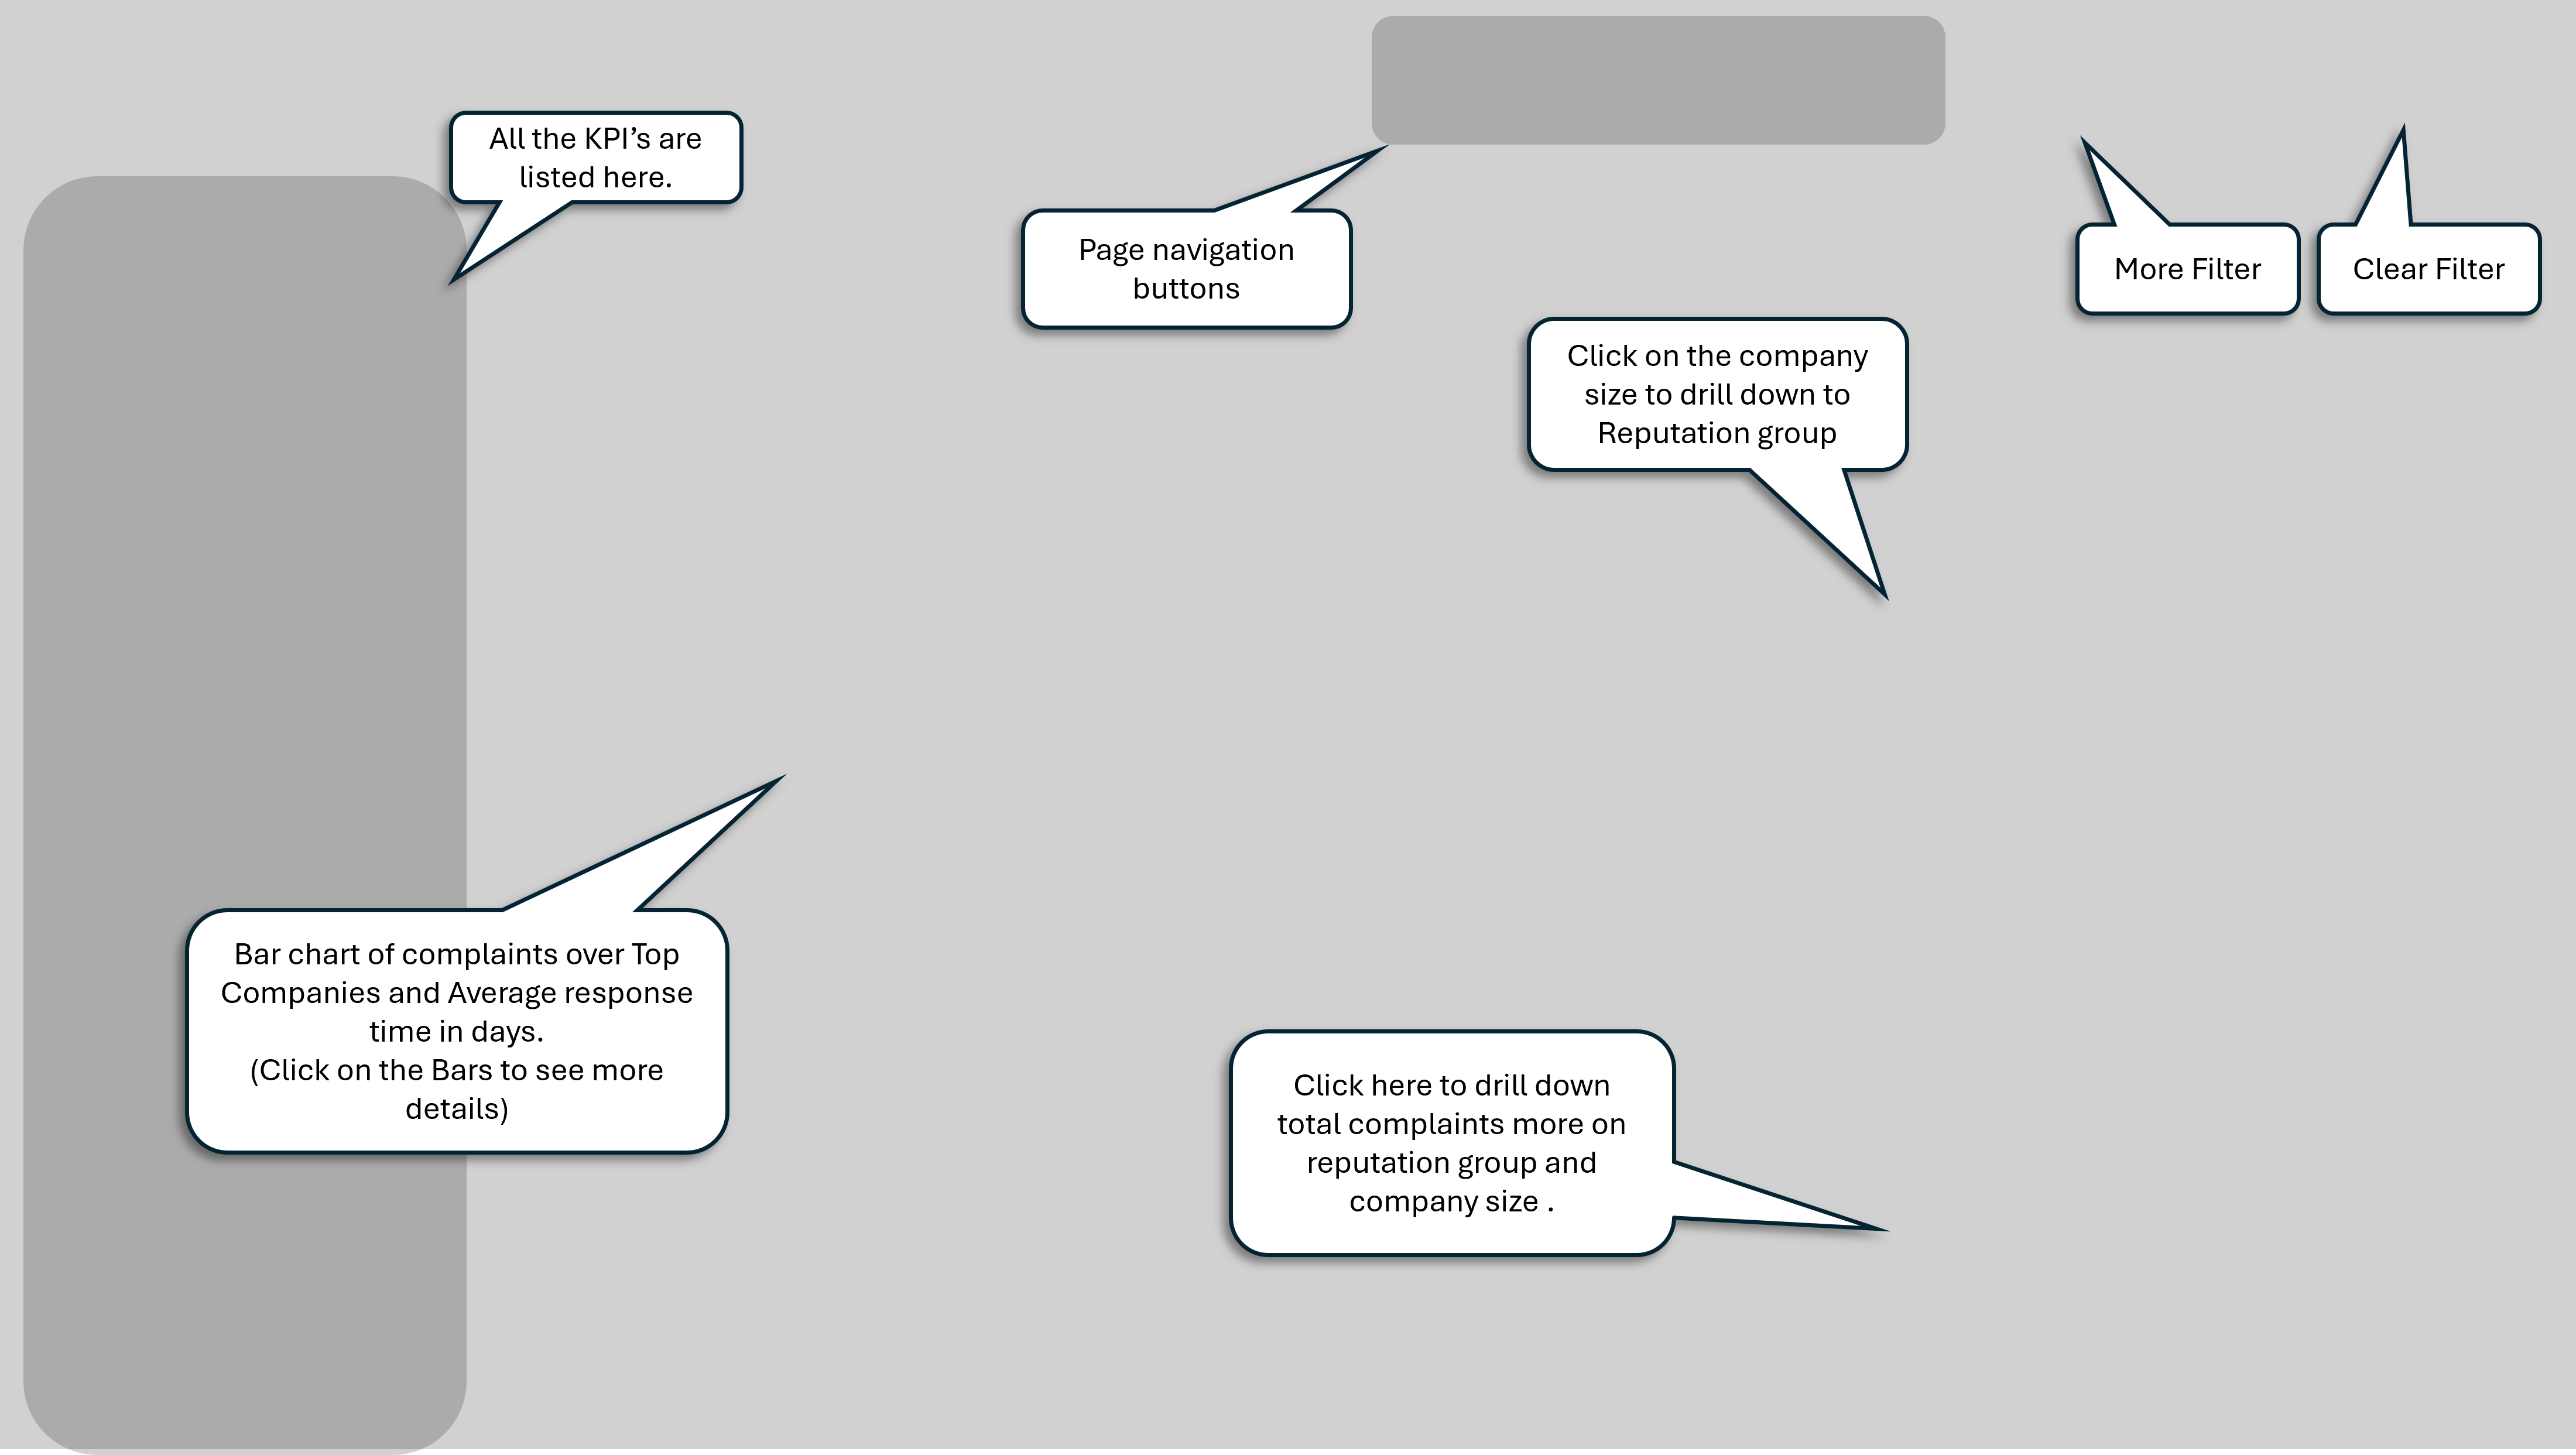 All the KPI’s are
listed here.
Page navigation
buttons
More Filter
Clear Filter
Click on the company
size to drill down to
Reputation group
Bar chart of complaints over Top
Companies and Average response
time in days.
(Click on the Bars to see more
details)
Click here to drill down
total complaints more on
reputation group and
company size .